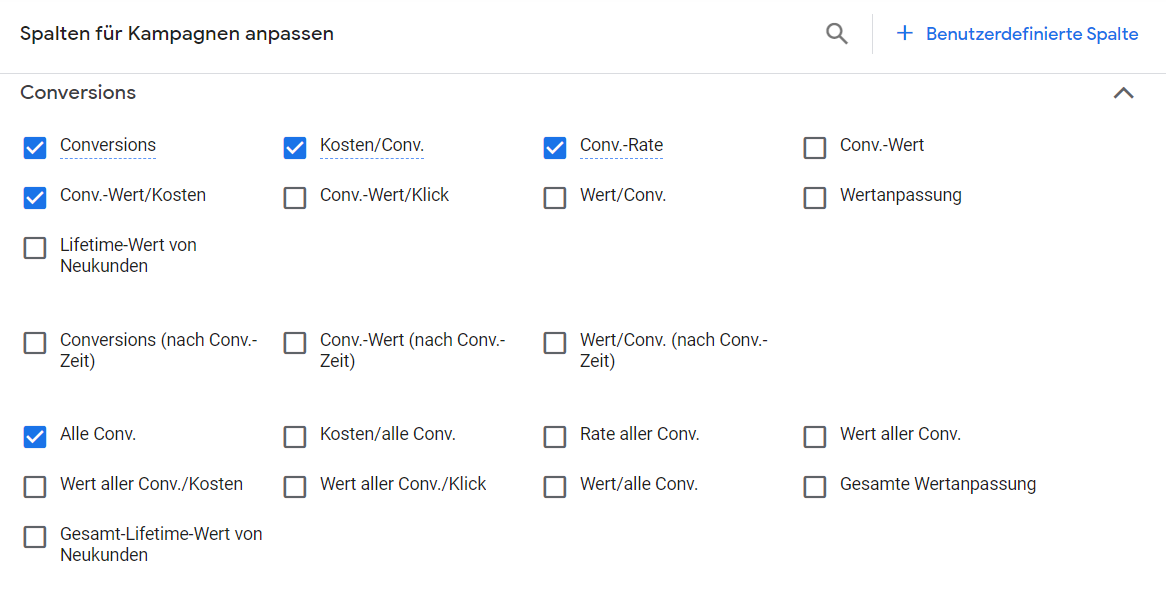 Spalten für Kampagnen anpassen
+ Benutzerdefinierte Spalte
Conversions
Conversions
Kosten/Conv.
Conv.-Rate
Conv.-Wert
Conv.-Wert/Kosten
Conv.-Wert/Klick
Wert/Conv.
Wertanpassung
Lifetime-Wert von
Neukunden
Conversions (nach Conv.-
Zeit)
Conv.-Wert (nach Conv.-
Zeit)
Wert/Conv. (nach Conv.-
Zeit)
Alle Conv.
Kosten/alle Conv.
Rate aller Conv.
Wert aller Conv.
Wert aller Conv./Kosten
Wert aller Conv./Klick
Wert/alle Conv.
Gesamte Wertanpassung
Gesamt-Lifetime-Wert von
Neukunden